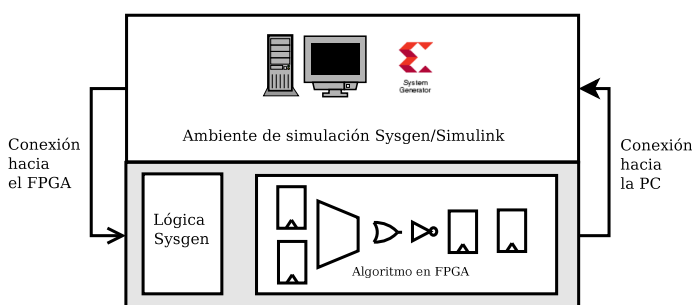 System
Generator
Ambiente de simulación Sysgen/Simulink
Conexión
hacia
el FPGA
Conexión
hacia
la PC
Lógica
Sysgen
Algoritmo en FPGA